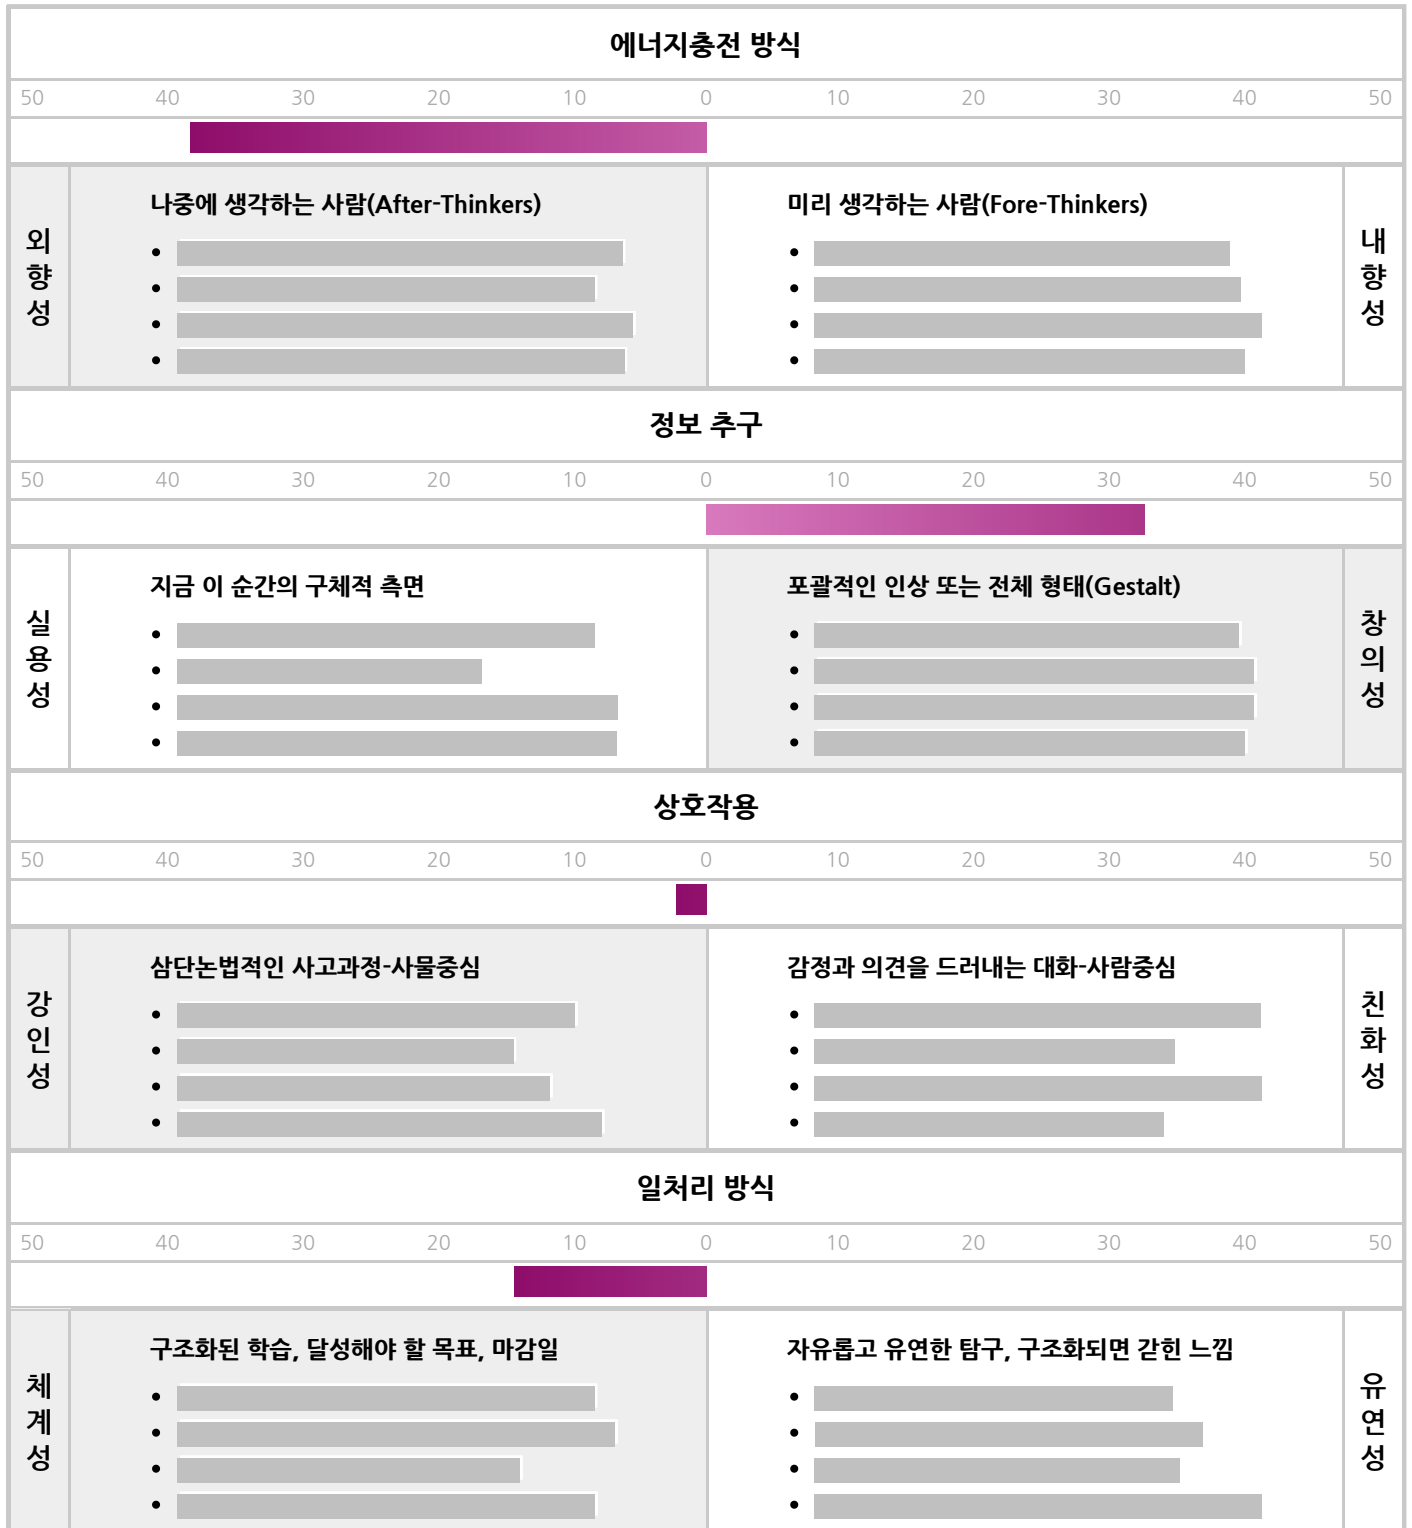 에너지충전 방식
50 40 30 20 10 0 10 20 30 40 50
외향성
나중에 생각하는 사람(After-Thinkers)
미리 생각하는 사람(Fore-Thinkers)
내향성
정보 추구
50 40 30 20 10 0 10 20 30 40 50
실용성
지금 이 순간의 구체적 측면
포괄적인 인상 또는 전체 형태(Gestalt)
창의성
상호작용
50 40 30 20 10 0 10 20 30 40 50
강인성
삼단논법적인 사고과정-사물중심
감정과 의견을 드러내는 대화-사람중심
친화성
일처리 방식
50 40 30 20 10 0 10 20 30 40 50
체계성
구조화된 학습, 달성해야 할 목표, 마감일
자유롭고 유연한 탐구, 구조화되면 갇힌 느낌
유연성